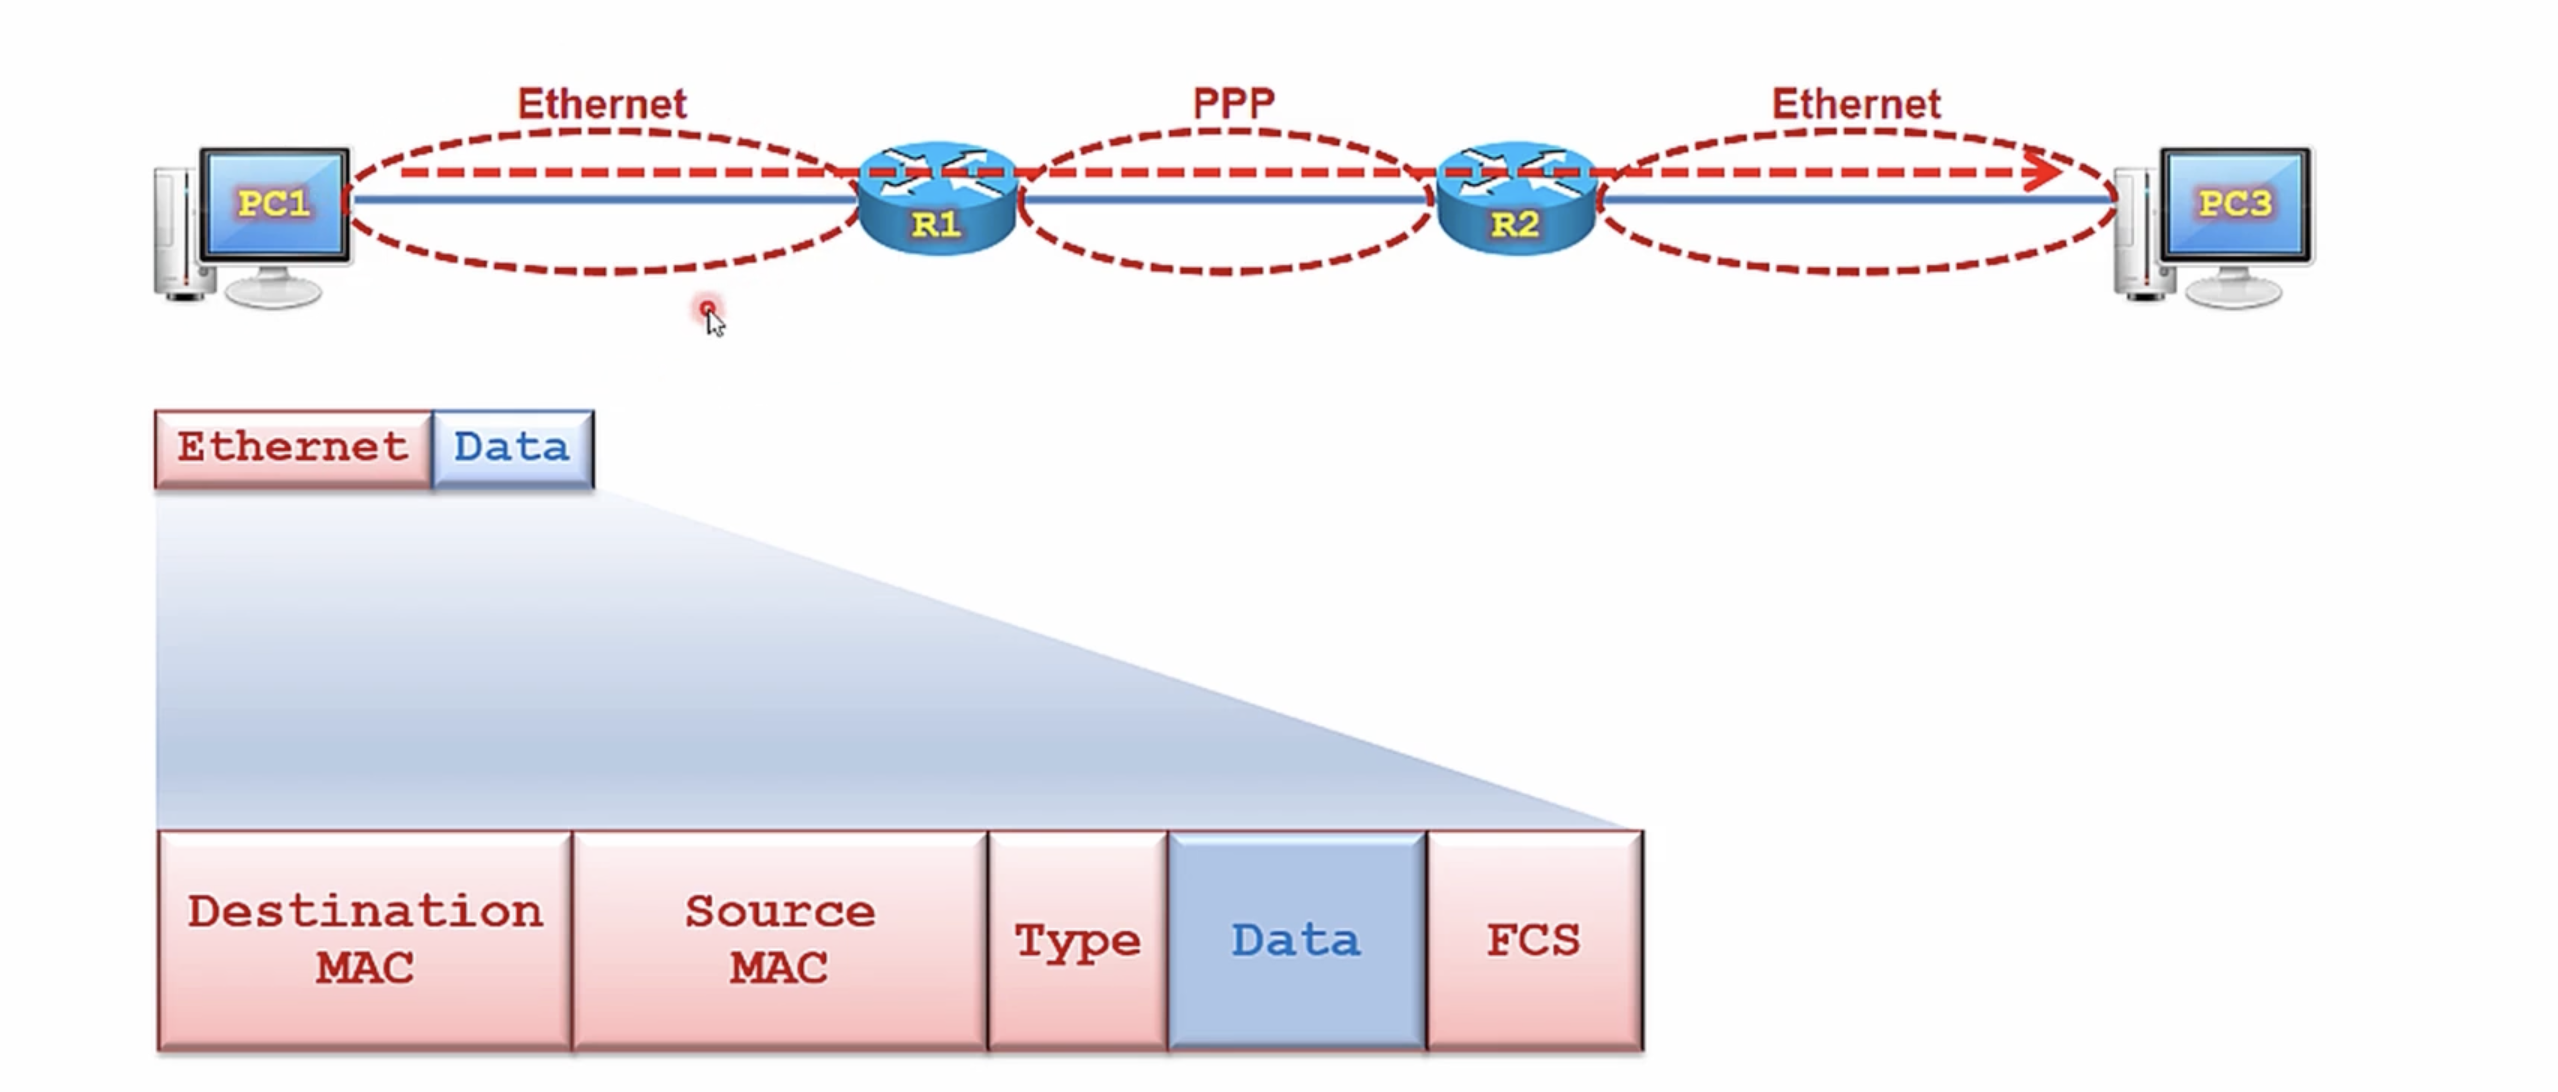 Ethernet
PPP
Ethernet
PC1
R1
R2
PC3
Ethernet
Data
Destination
MAC
Source
MAC
Type
Data
FCS